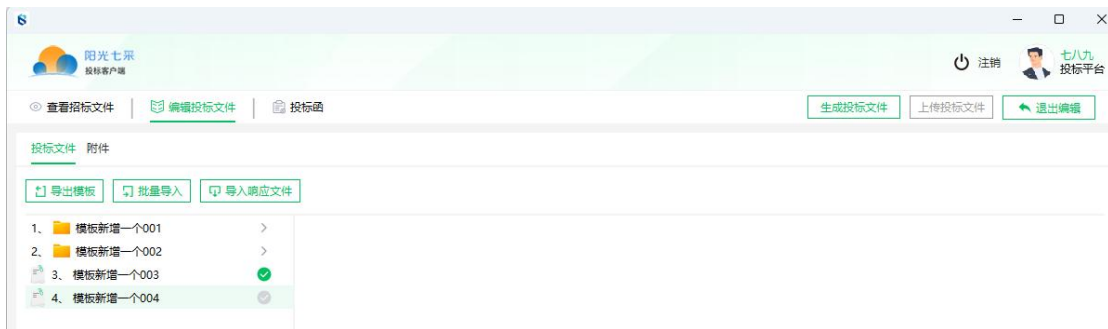 阳光七采
投标客户端
注销
七八九
投标平台
查看招标文件
编辑投标文件
投标函
生成投标文件
上传投标文件
退出编辑
投标文件 附件
导出模板 批量导入 导入响应文件
1、 模板新增一个001
2、 模板新增一个002
3、 模板新增一个003
4、 模板新增一个004